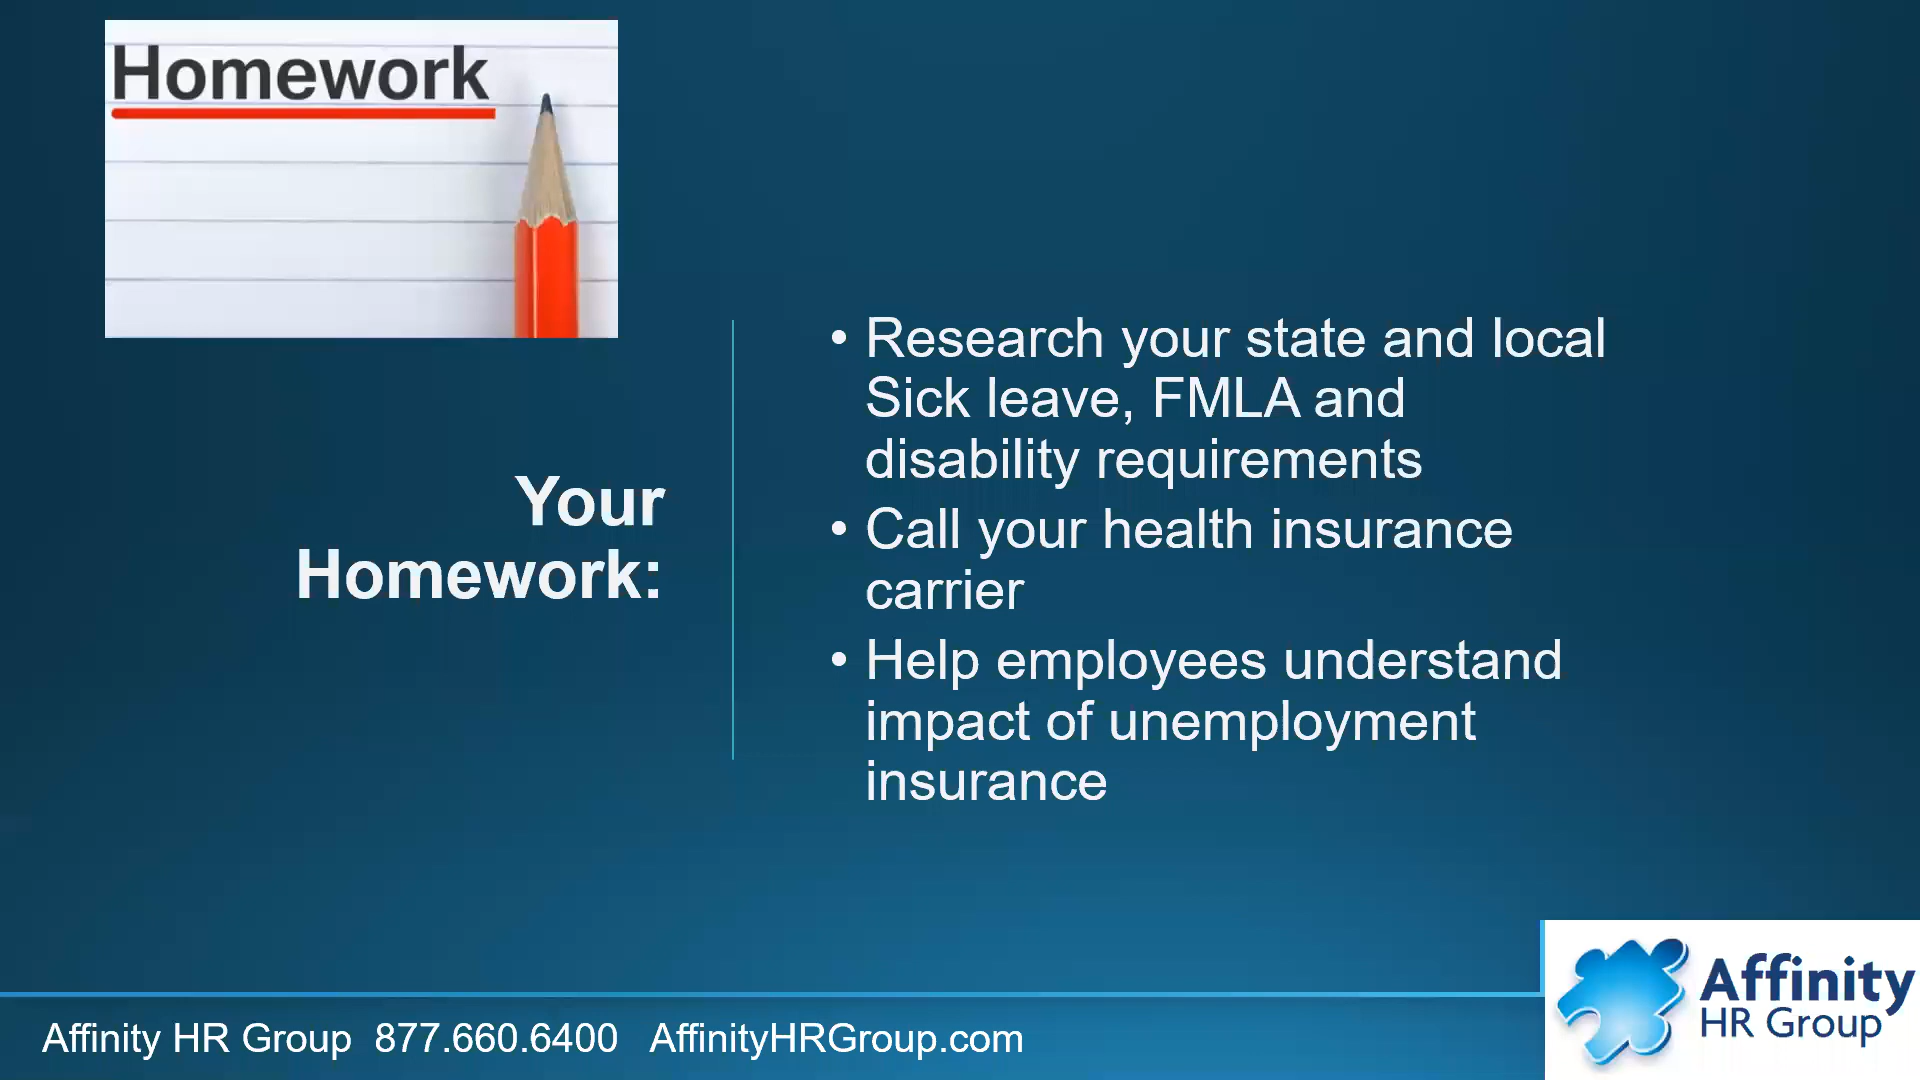 Homework
Your
Homework:
• Research your state and local
Sick leave, FMLA and
disability requirements
• Call your health insurance
carrier
• Help employees understand
impact of unemployment
insurance
Affinity HR Group 877.660.6400 AffinityHRGroup.com
Affinity
HR Group